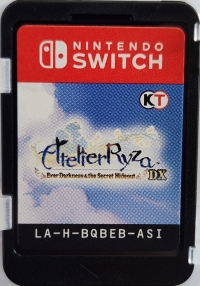 NINTENDO
SWITCH
KT
Atelier Ryza
Ever Darkness & the Secret Hideout
DX
LA-H-BQBEB-ASI